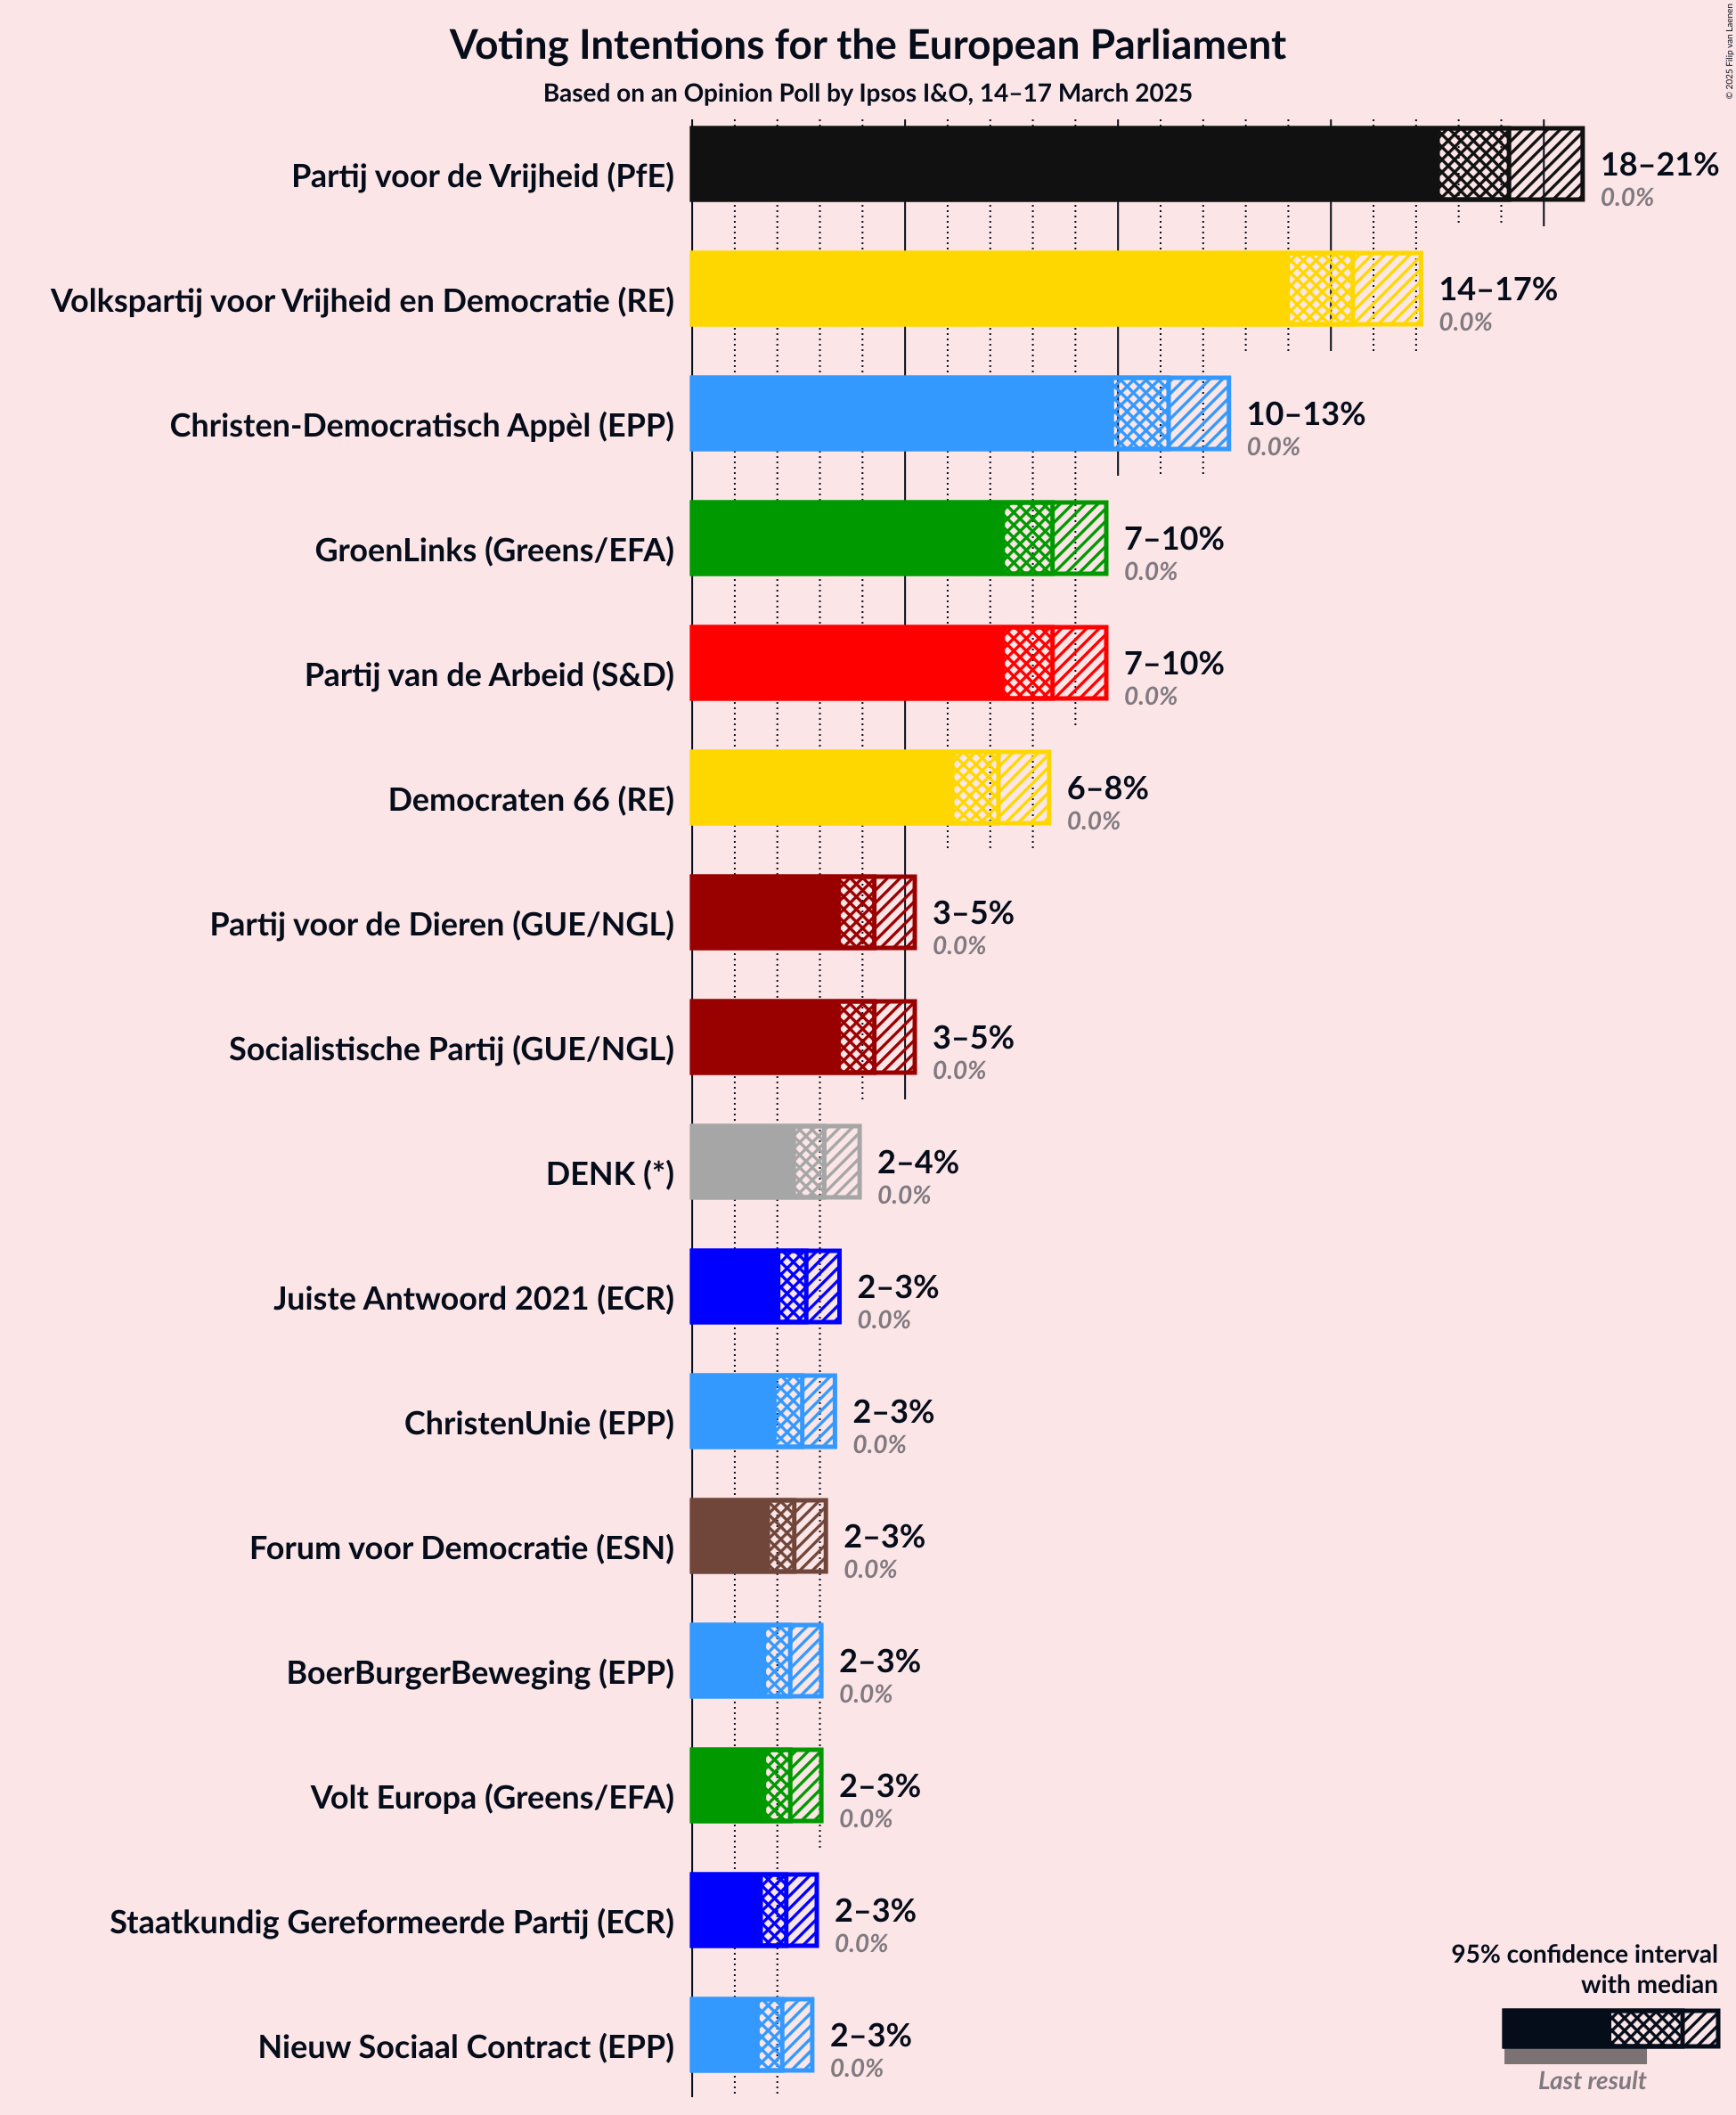 Voting Intentions for the European Parliament
Based on an Opinion Poll by Ipsos I&O, 14–17 March 2025
© 2025 Filip van Laenen
Partij voor de Vrijheid (PfE)
18–21%
0.0%
Volkspartij voor Vrijheid en Democratie (RE)
14–17%
0.0%
Christen-Democratisch Appèl (EPP)
10–13%
0.0%
GroenLinks (Greens/EFA)
7–10%
0.0%
Partij van de Arbeid (S&D)
7–10%
0.0%
Democraten 66 (RE)
6–8%
0.0%
Partij voor de Dieren (GUE/NGL)
3–5%
0.0%
Socialistische Partij (GUE/NGL)
3–5%
0.0%
DENK (*)
2–4%
0.0%
Juiste Antwoord 2021 (ECR)
2–3%
0.0%
ChristenUnie (EPP)
2–3%
0.0%
Forum voor Democratie (ESN)
2–3%
0.0%
BoerBurgerBeweging (EPP)
2–3%
0.0%
Volt Europa (Greens/EFA)
2–3%
0.0%
Staatkundig Gereformeerde Partij (ECR)
2–3%
0.0%
Nieuw Sociaal Contract (EPP)
2–3%
0.0%
95% confidence interval
with median
Last result